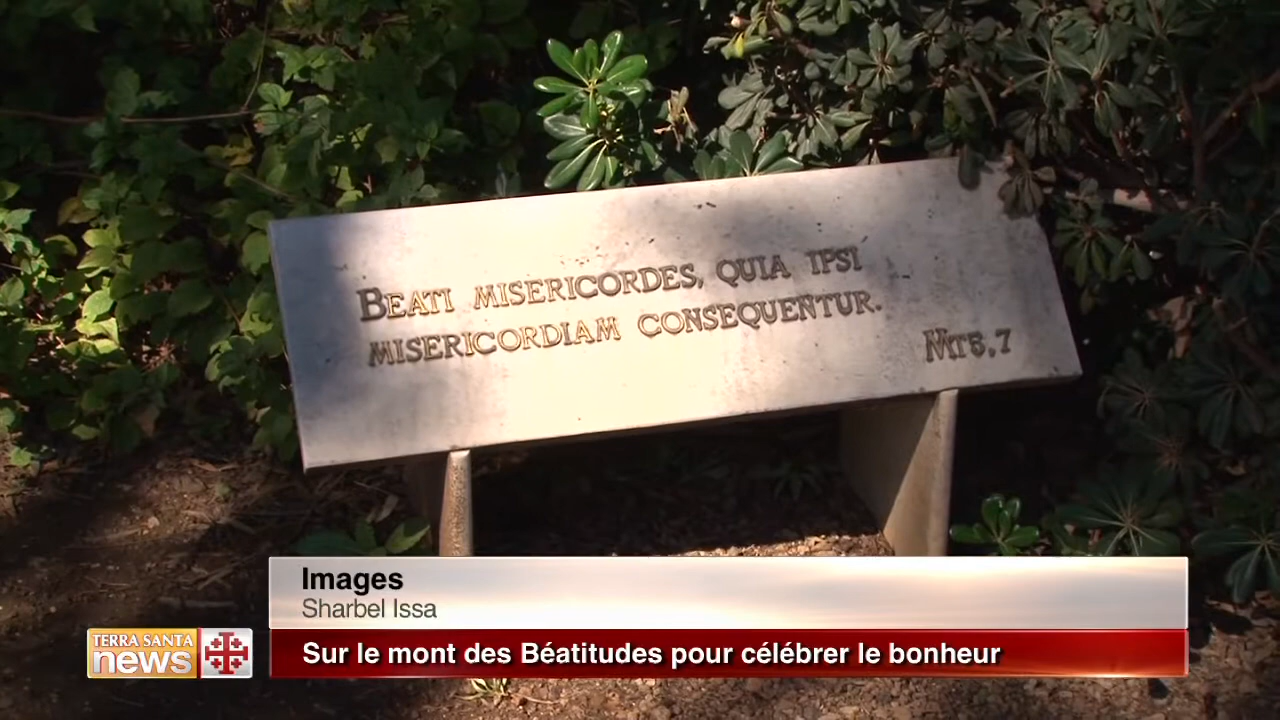 BEATI MISERICORDES, QUIA IPSI
MISERICORDIAM CONSEQUENTUR.
MT5,7
Images
Sharbel Issa
TERRA SANTA
news
Sur le mont des Béatitudes pour célébrer le bonheur